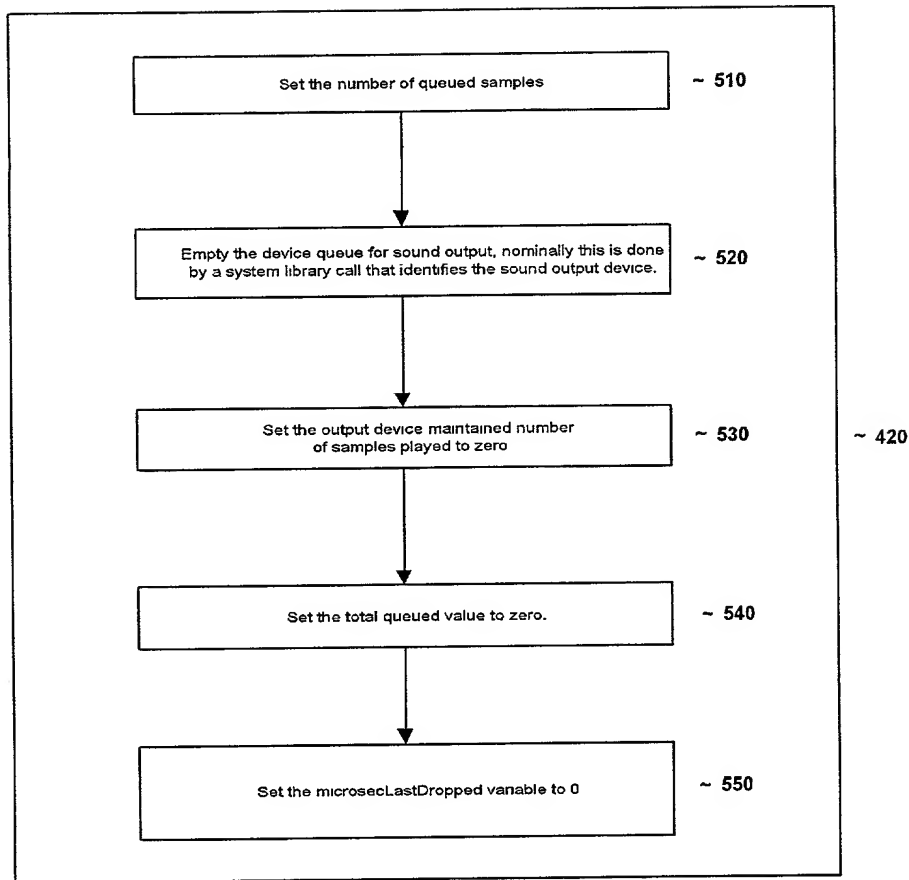 Set the number of queued samples
~ 510
Empty the device queue for sound output, nominally this is done
by a system library call that identifies the sound output device.
~ 520
Set the output device maintained number
of samples played to zero
~ 530
~ 420
Set the total queued value to zero.
~ 540
Set the microsecLastDropped variable to 0
~ 550